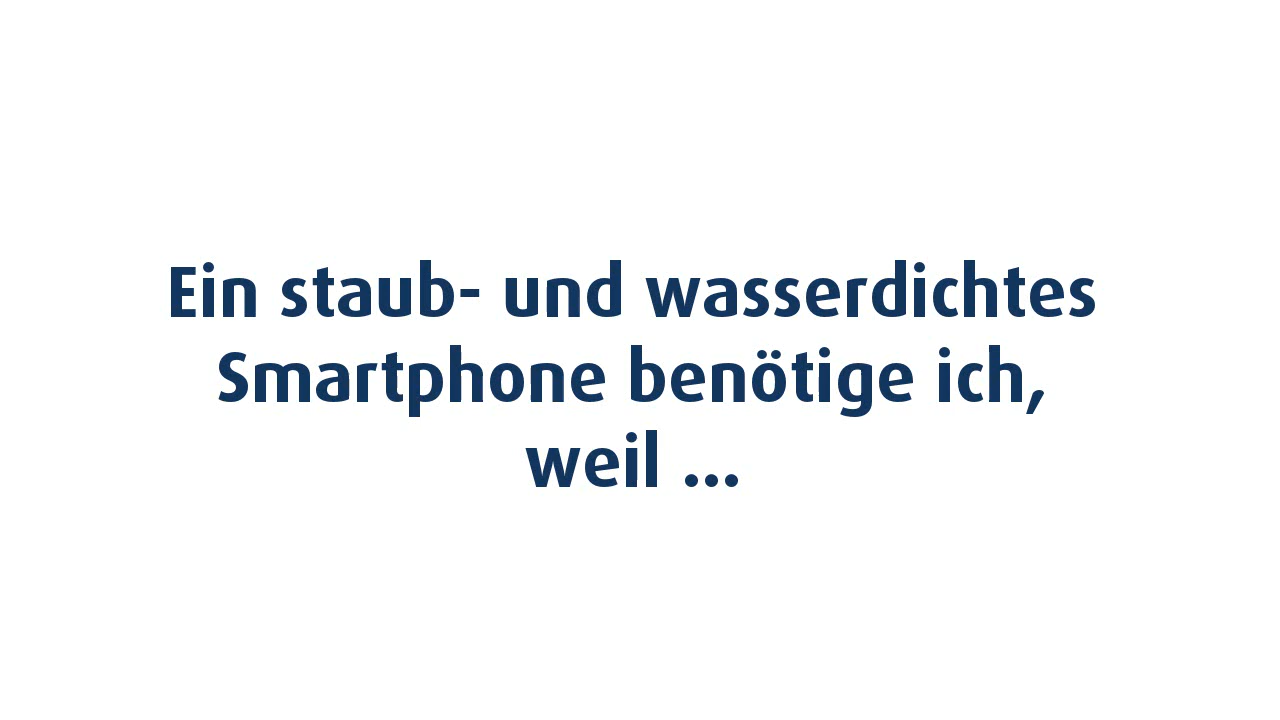 Ein staub- und wasserdichtes
Smartphone benötige ich,
weil ...